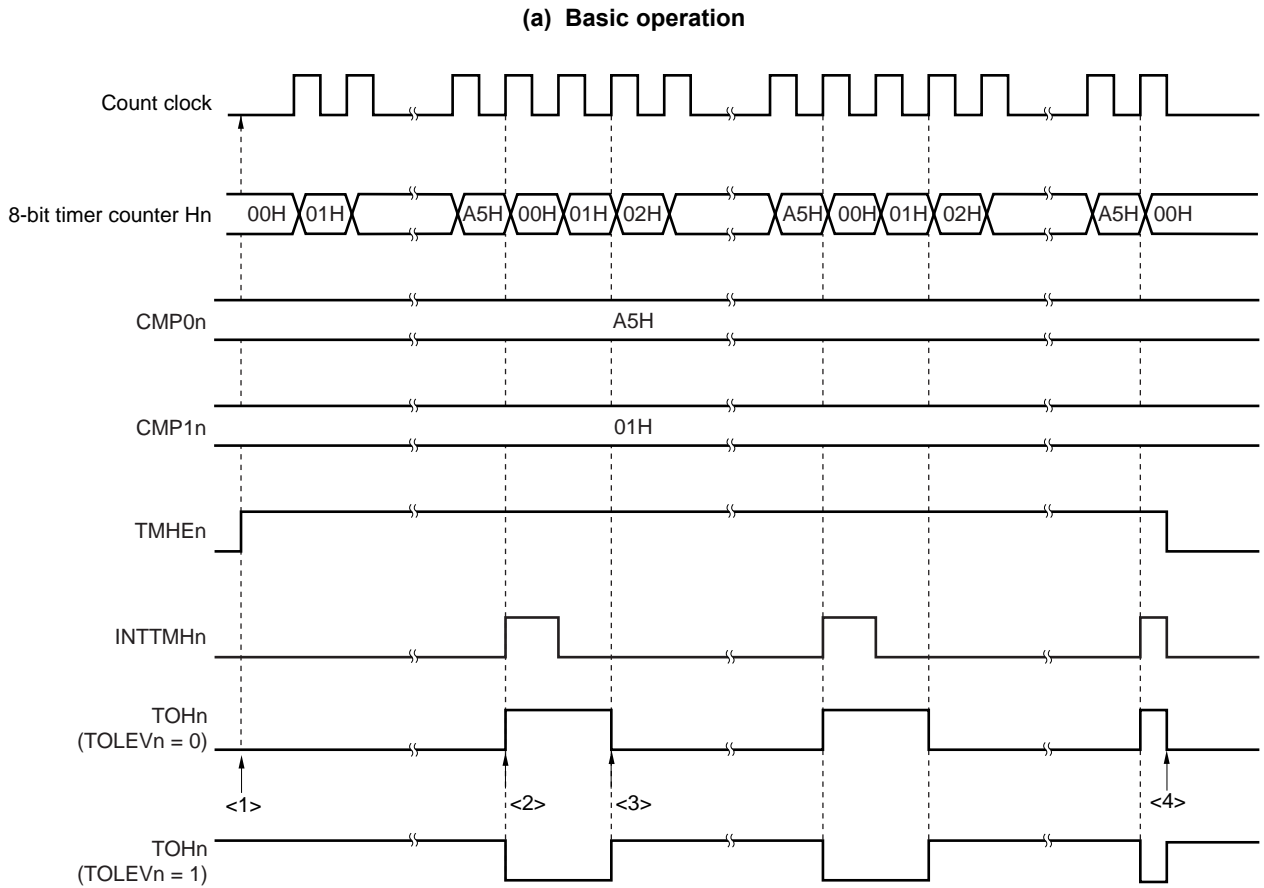 (a) Basic operation
Count clock
8-bit timer counter Hn
00H 01H A5H 00H 01H 02H A5H 00H 01H 02H A5H 00H
CMP0n
A5H
CMP1n
01H
TMHEn
INTTMHn
TOHn
(TOLEVn = 0)
<1> <2> <3> <4>
TOHn
(TOLEVn = 1)